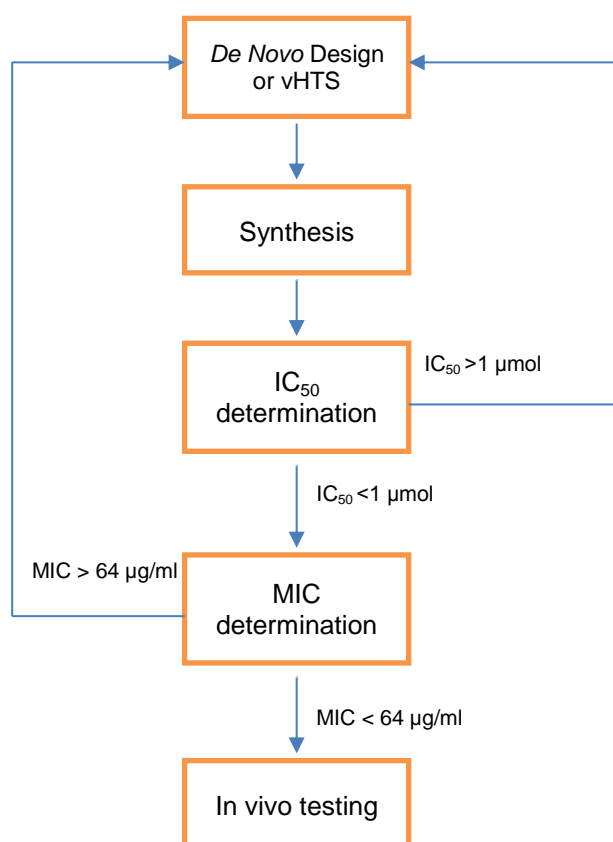 De Novo Design
or vHTS
Synthesis
IC₅₀
determination
IC₅₀ >1 µmol
IC₅₀ <1 µmol
MIC > 64 µg/ml
MIC
determination
MIC < 64 µg/ml
In vivo testing